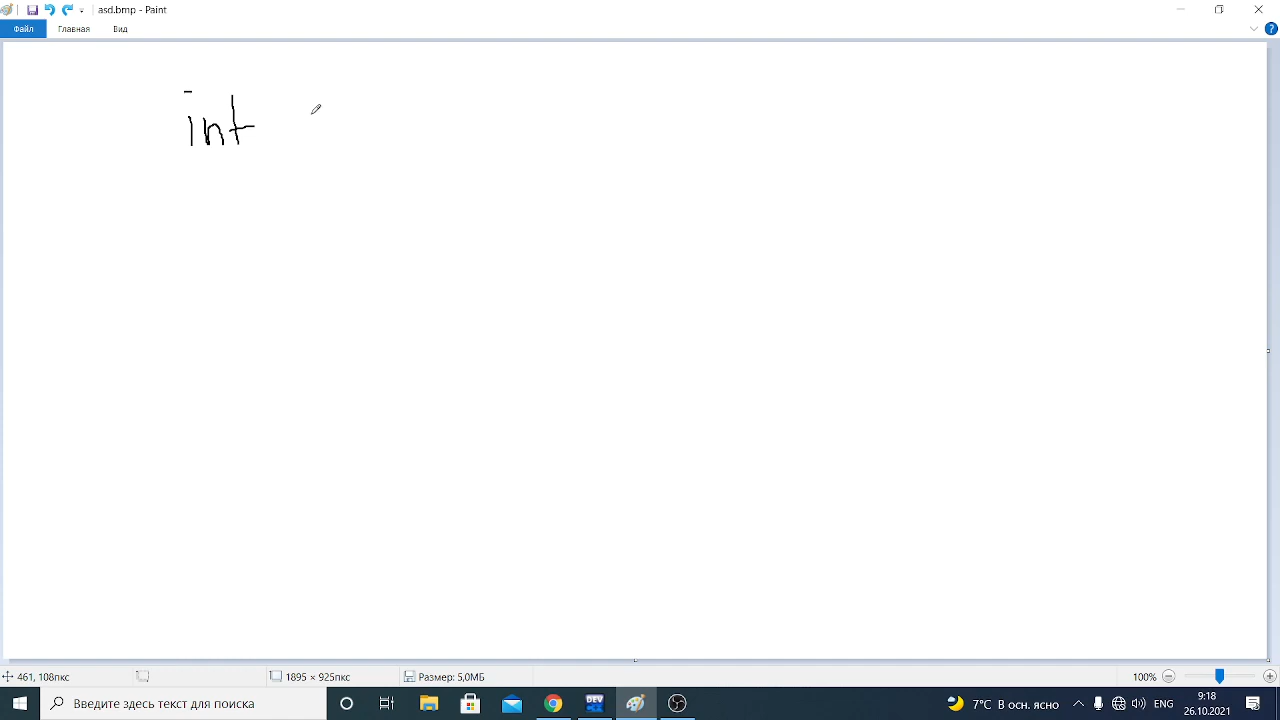 asd.bmp - Paint
Файл Главная Вид
int
461, 108пкс 1895 × 925пкс Размер: 5,0МБ 100%
Введите здесь текст для поиска DEV 7°C В осн. ясно ENG 9:18
26.10.2021